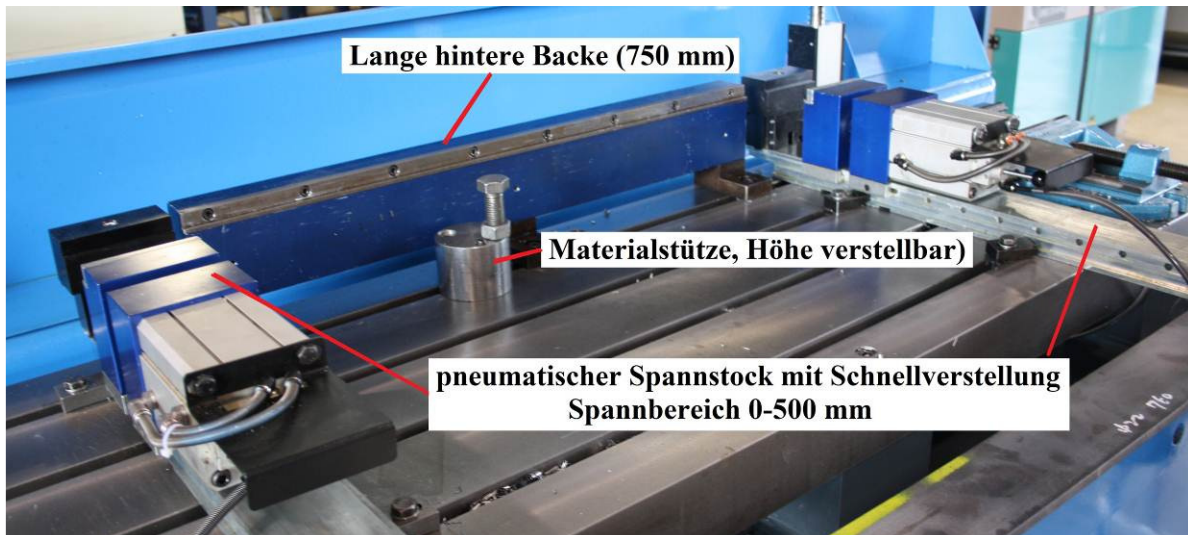 Lange hintere Backe (750 mm)
Materialstütze, Höhe verstellbar)
pneumatischer Spannstock mit Schnellverstellung
Spannbereich 0-500 mm